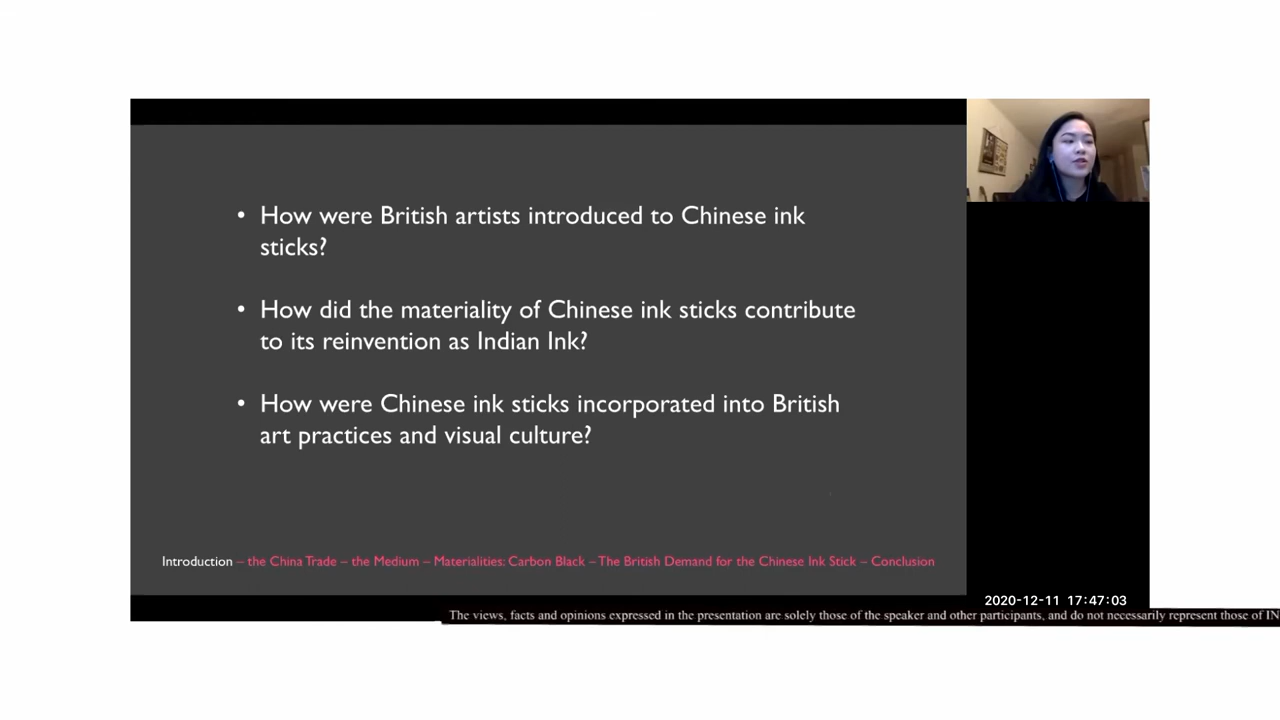 • How were British artists introduced to Chinese ink
sticks?
• How did the materiality of Chinese ink sticks contribute
to its reinvention as Indian Ink?
• How were Chinese ink sticks incorporated into British
art practices and visual culture?
Introduction – the China Trade – the Medium – Materialities: Carbon Black – The British Demand for the Chinese Ink Stick – Conclusion
2020-12-11 17:47:03
The views, facts and opinions expressed in the presentation are solely those of the speaker and other participants, and do not necessarily represent those of IN